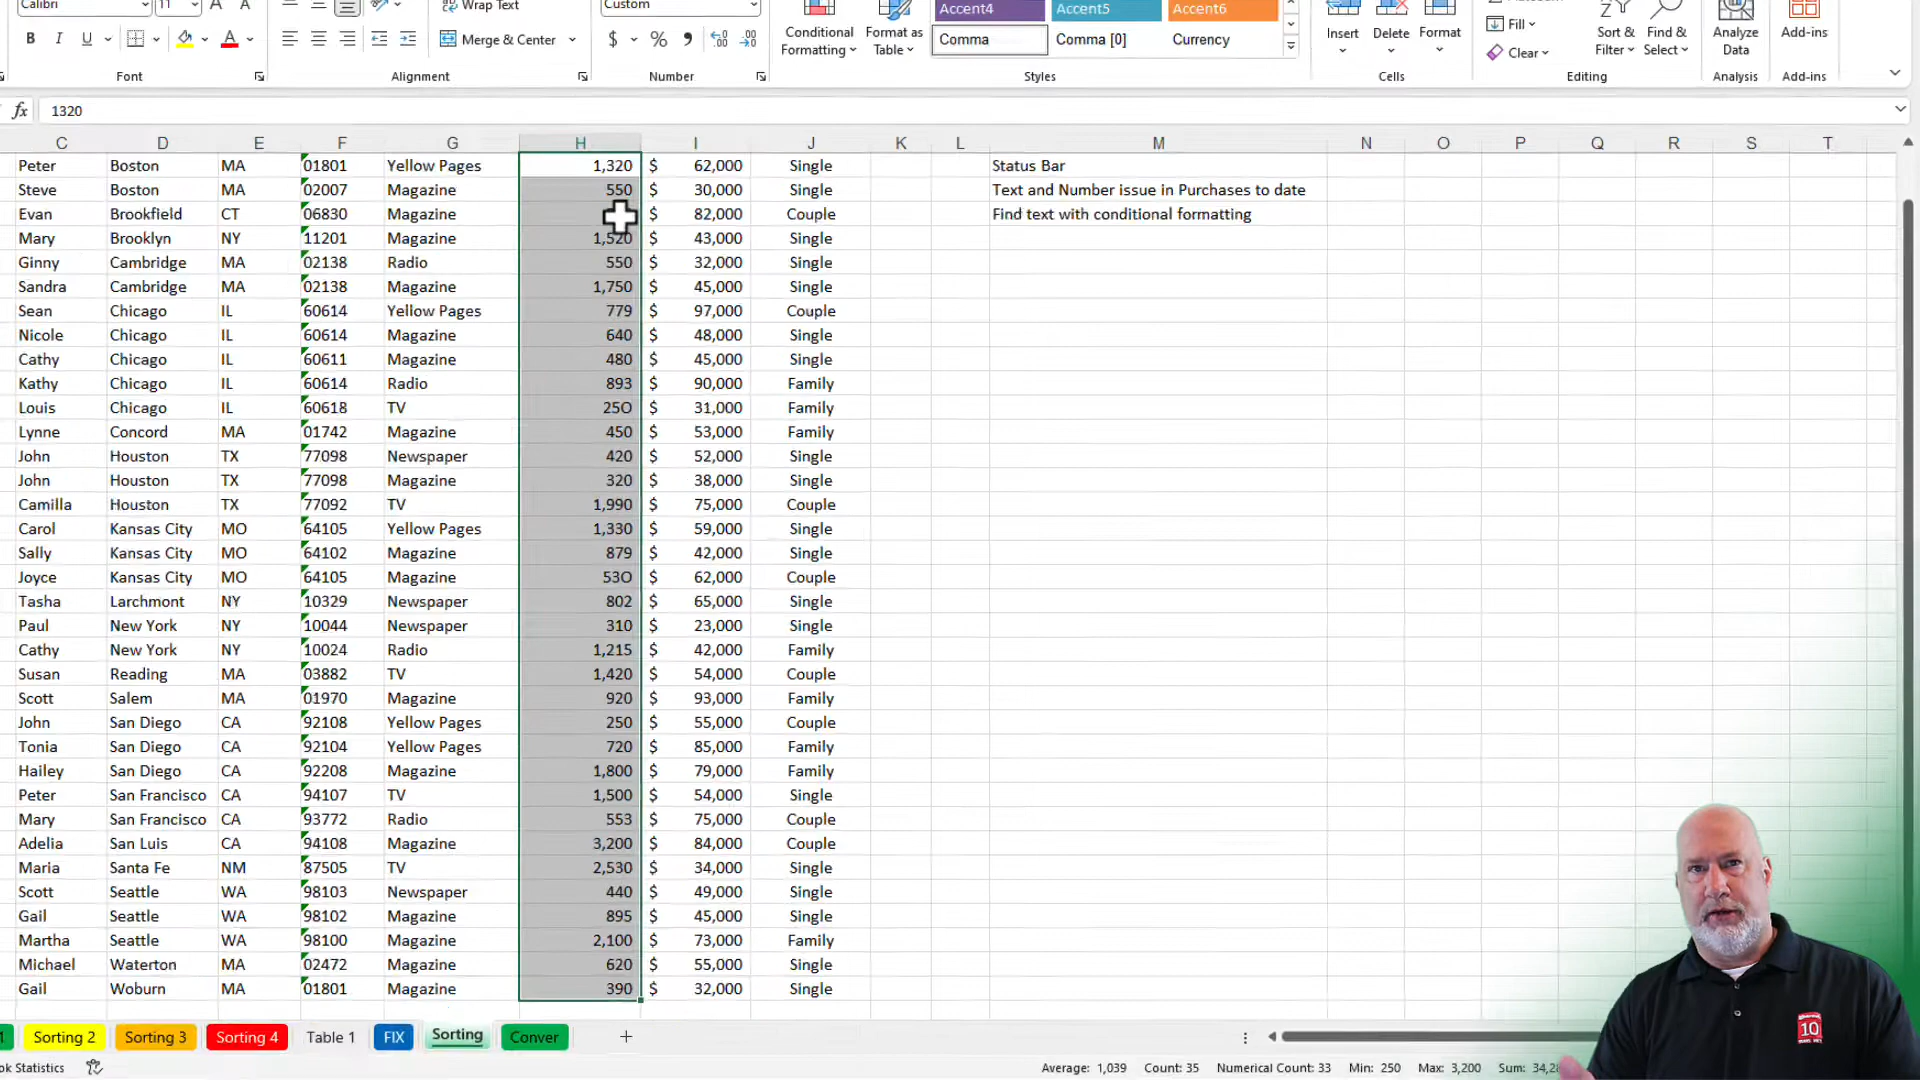 Calibri 11 Wrap Text Custom Accent4 Accent5 Accent6
B I U Merge & Center $ % Conditional Formatting Format as Table Comma Comma [0] Currency Insert Delete Format Fill Clear Sort & Filter Find & Select Analyze Data Add-ins
Font Alignment Number Styles Cells Editing Analysis Add-ins
fx 1320
C D E F G H I J K L M N O P Q R S T
Peter Boston MA 01801 Yellow Pages 1,320 $ 62,000 Single Status Bar
Steve Boston MA 02007 Magazine 550 $ 30,000 Single Text and Number issue in Purchases to date
Evan Brookfield CT 06830 Magazine $ 82,000 Couple Find text with conditional formatting
Mary Brooklyn NY 11201 Magazine 1,520 $ 43,000 Single
Ginny Cambridge MA 02138 Radio 550 $ 32,000 Single
Sandra Cambridge MA 02138 Magazine 1,750 $ 45,000 Single
Sean Chicago IL 60614 Yellow Pages 779 $ 97,000 Couple
Nicole Chicago IL 60614 Magazine 640 $ 48,000 Single
Cathy Chicago IL 60611 Magazine 480 $ 45,000 Single
Kathy Chicago IL 60614 Radio 893 $ 90,000 Family
Louis Chicago IL 60618 TV 25O $ 31,000 Family
Lynne Concord MA 01742 Magazine 450 $ 53,000 Family
John Houston TX 77098 Newspaper 420 $ 52,000 Single
John Houston TX 77098 Magazine 320 $ 38,000 Single
Camilla Houston TX 77092 TV 1,990 $ 75,000 Couple
Carol Kansas City MO 64105 Yellow Pages 1,330 $ 59,000 Single
Sally Kansas City MO 64102 Magazine 879 $ 42,000 Single
Joyce Kansas City MO 64105 Magazine 53O $ 62,000 Couple
Tasha Larchmont NY 10329 Newspaper 802 $ 65,000 Single
Paul New York NY 10044 Newspaper 310 $ 23,000 Single
Cathy New York NY 10024 Radio 1,215 $ 42,000 Family
Susan Reading MA 03882 TV 1,420 $ 54,000 Couple
Scott Salem MA 01970 Magazine 920 $ 93,000 Family
John San Diego CA 92108 Yellow Pages 250 $ 55,000 Couple
Tonia San Diego CA 92104 Yellow Pages 720 $ 85,000 Family
Hailey San Diego CA 92208 Magazine 1,800 $ 79,000 Family
Peter San Francisco CA 94107 TV 1,500 $ 54,000 Single
Mary San Francisco CA 93772 Radio 553 $ 75,000 Couple
Adelia San Luis CA 94108 Magazine 3,200 $ 84,000 Couple
Maria Santa Fe NM 87505 TV 2,530 $ 34,000 Single
Scott Seattle WA 98103 Newspaper 440 $ 49,000 Single
Gail Seattle WA 98102 Magazine 895 $ 45,000 Single
Martha Seattle WA 98100 Magazine 2,100 $ 73,000 Family
Michael Waterton MA 02472 Magazine 620 $ 55,000 Single
Gail Woburn MA 01801 Magazine 390 $ 32,000 Single
1 Sorting 2 Sorting 3 Sorting 4 Table 1 FIX Sorting Conver +
ok Statistics Average: 1,039 Count: 35 Numerical Count: 33 Min: 250 Max: 3,200 Sum: 34,28
10